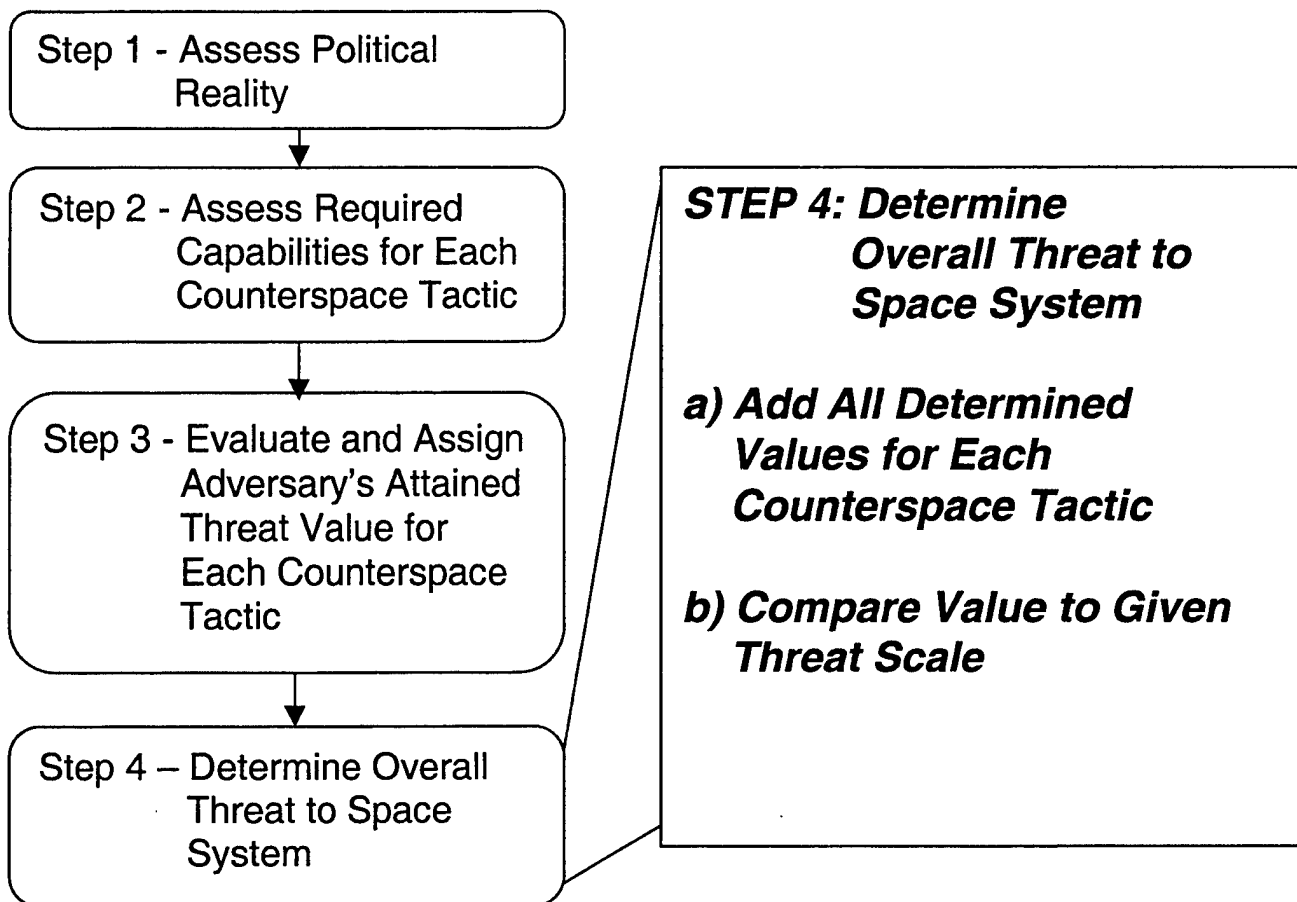 Step 1 - Assess Political
Reality
Step 2 - Assess Required
Capabilities for Each
Counterspace Tactic
Step 3 - Evaluate and Assign
Adversary's Attained
Threat Value for
Each Counterspace
Tactic
Step 4 – Determine Overall
Threat to Space
System
STEP 4: Determine
Overall Threat to
Space System
a) Add All Determined
Values for Each
Counterspace Tactic
b) Compare Value to Given
Threat Scale